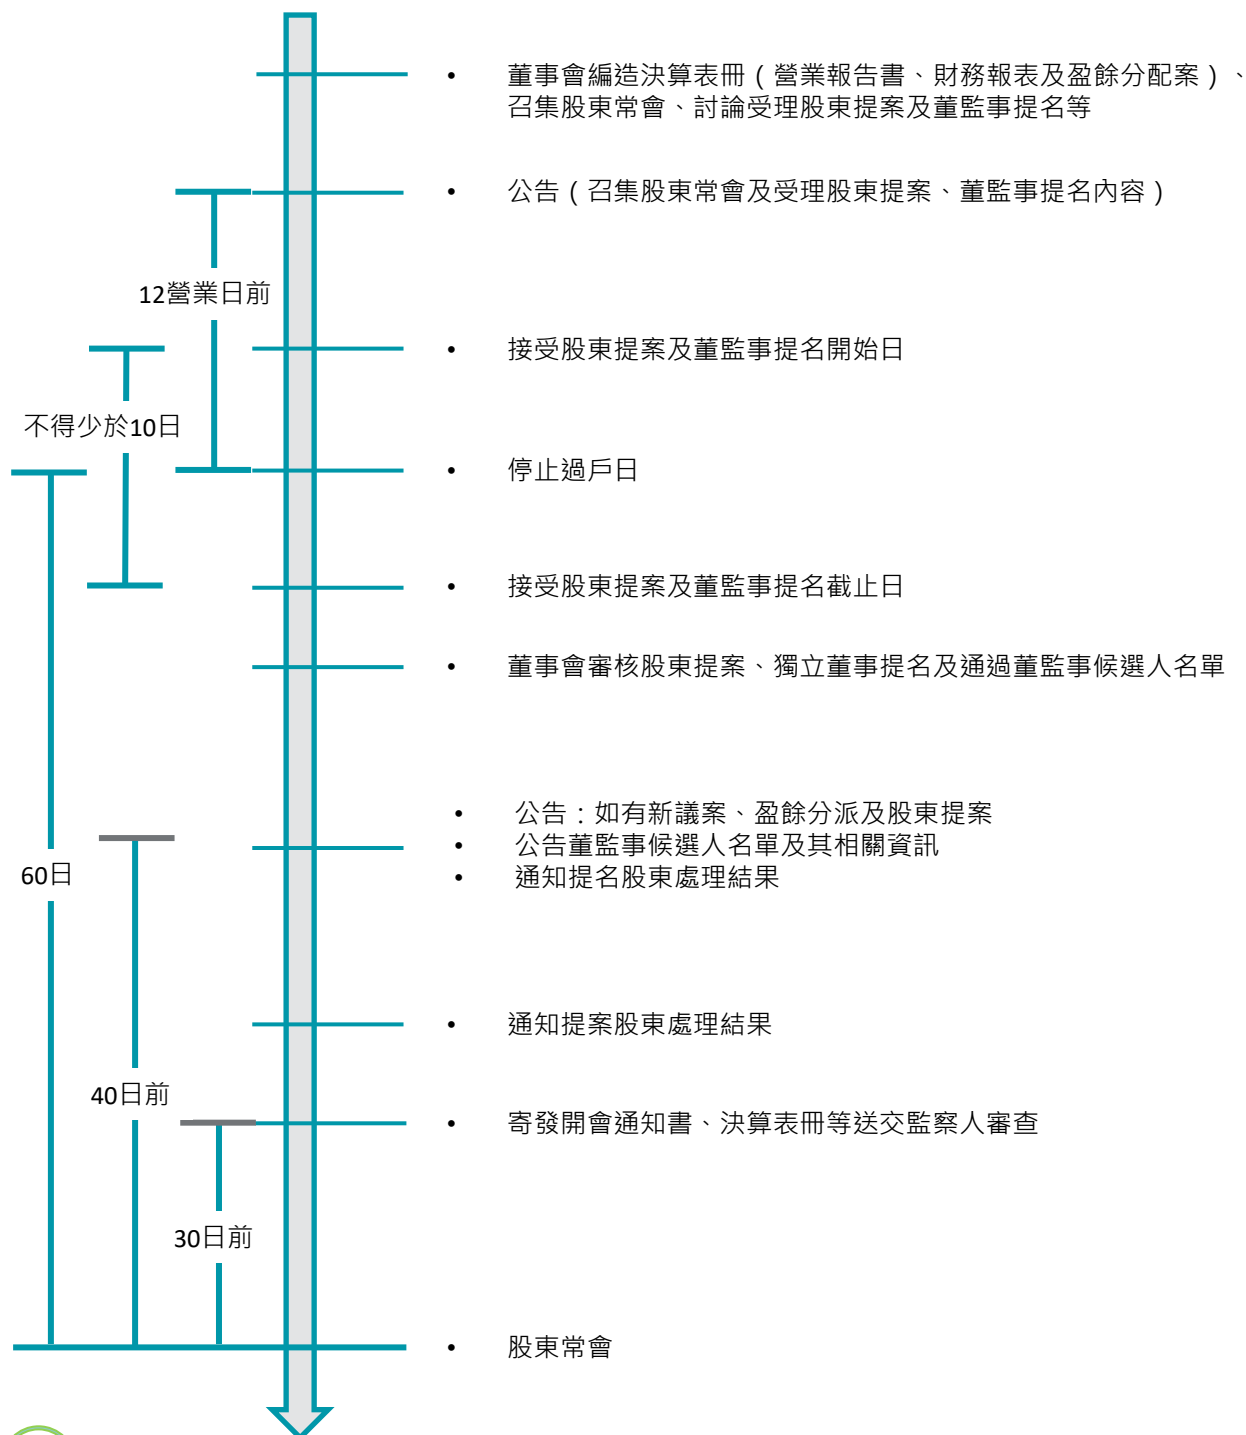 董事會編造決算表冊（營業報告書、財務報表及盈餘分配案）、
召集股東常會、討論受理股東提案及董監事提名等
公告（召集股東常會及受理股東提案、董監事提名內容）
12營業日前
接受股東提案及董監事提名開始日
不得少於10日
停止過戶日
接受股東提案及董監事提名截止日
董事會審核股東提案、獨立董事提名及通過董監事候選人名單
公告：如有新議案、盈餘分派及股東提案
公告董監事候選人名單及其相關資訊
通知提名股東處理結果
60日
通知提案股東處理結果
40日前
寄發開會通知書、決算表冊等送交監察人審查
30日前
股東常會